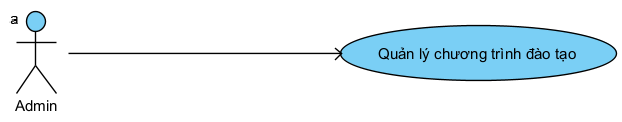 a
Quản lý chương trình đào tạo
Admin